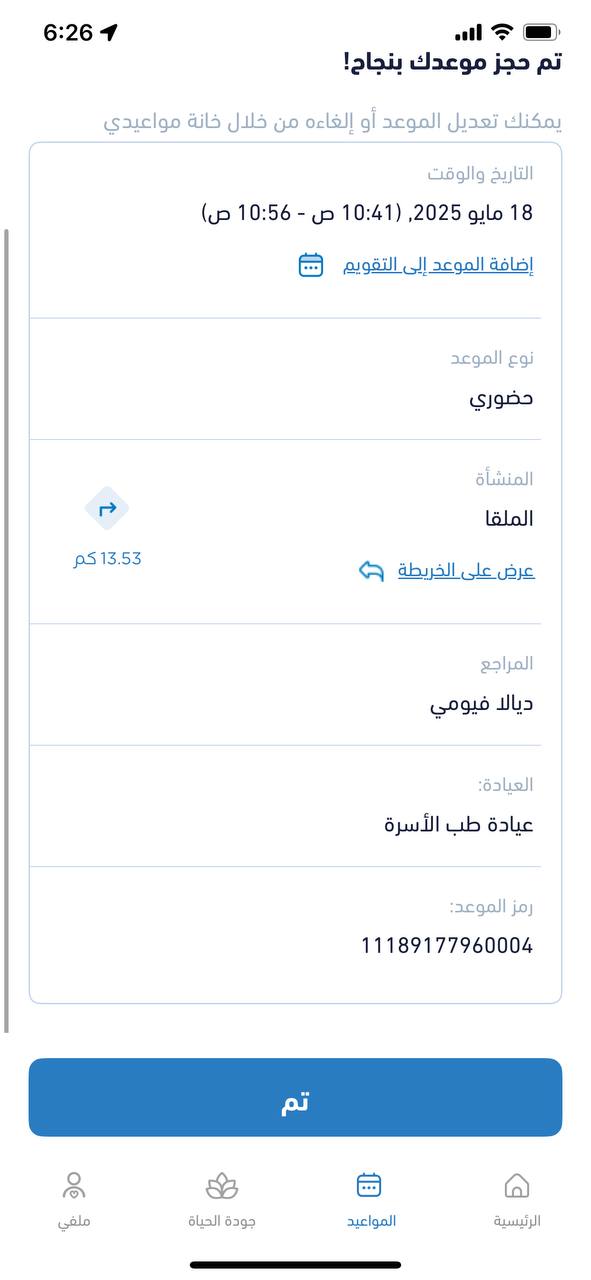 6:26
تم حجز موعدك بنجاح!
يمكنك تعديل الموعد أو إلغاءه من خلال خانة مواعيدي
التاريخ والوقت
18 مايو 2025, (10:41 ص - 10:56 ص)
إضافة الموعد إلى التقويم
نوع الموعد
حضوري
المنشأة
الملقا
عرض على الخريطة
13.53 كم
المراجع
ديالا فيومي
العيادة:
عيادة طب الأسرة
رمز الموعد:
11189177960004
تم
الرئيسية
المواعيد
جودة الحياة
ملفي